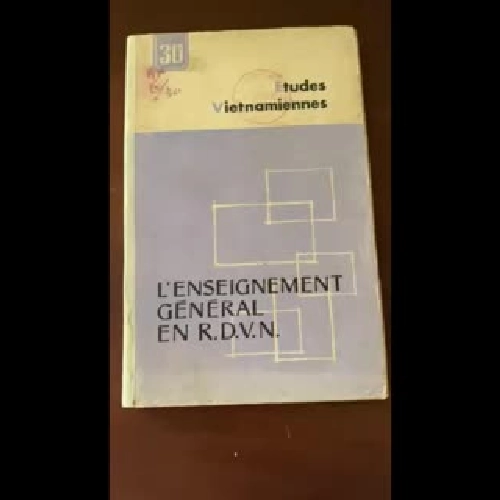 30
Etudes
Vietnamiennes
L'ENSEIGNEMENT
GÉNÉRAL
EN R.D.V.N.